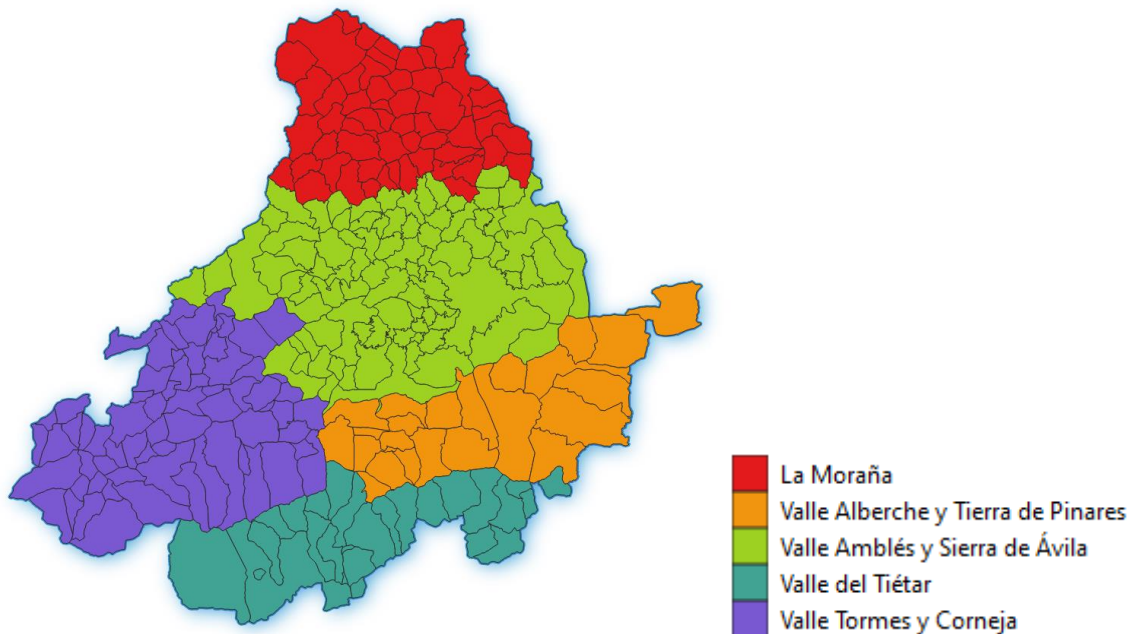 La Moraña
Valle Alberche y Tierra de Pinares
Valle Amblés y Sierra de Ávila
Valle del Tiétar
Valle Tormes y Corneja